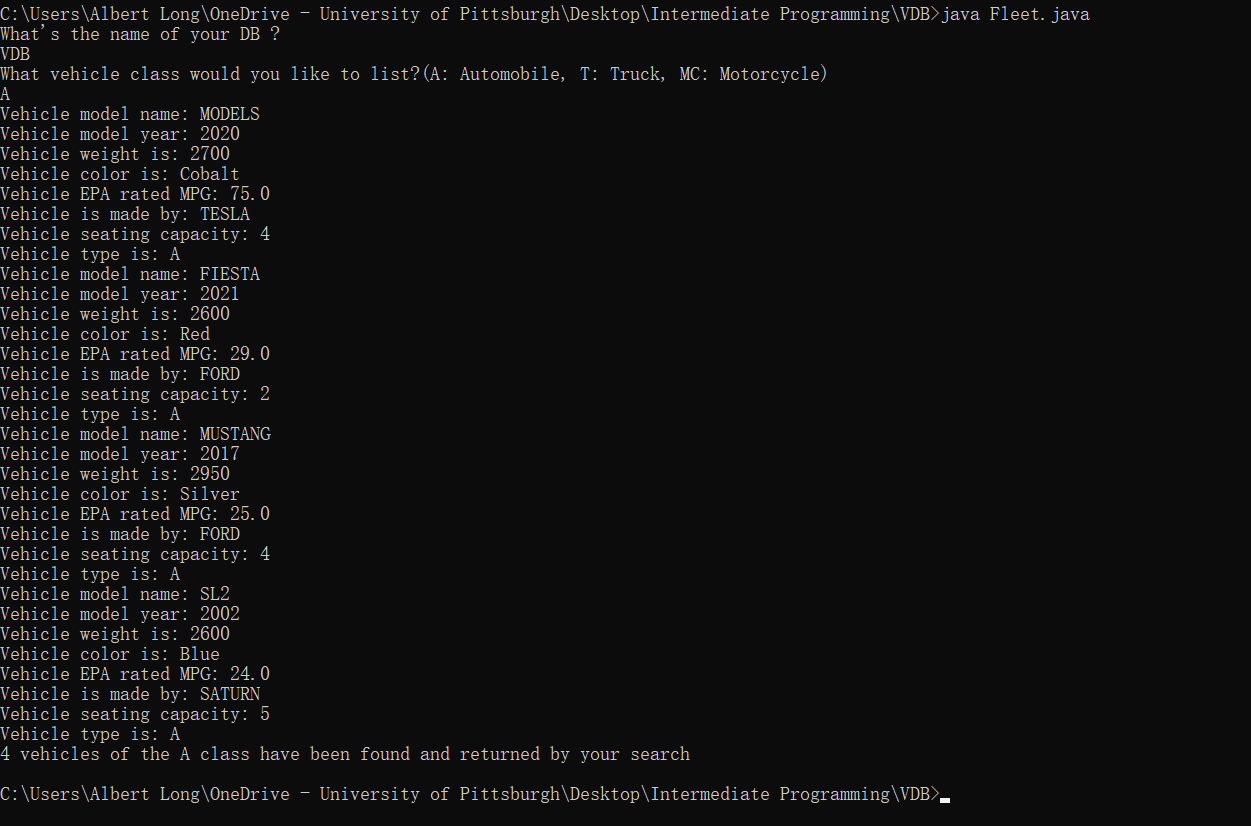 C:\Users\Albert Long\OneDrive - University of Pittsburgh\Desktop\Intermediate Programming\VDB>java Fleet.java
What's the name of your DB ?
VDB
What vehicle class would you like to list?(A: Automobile, T: Truck, MC: Motorcycle)
A
Vehicle model name: MODELS
Vehicle model year: 2020
Vehicle weight is: 2700
Vehicle color is: Cobalt
Vehicle EPA rated MPG: 75.0
Vehicle is made by: TESLA
Vehicle seating capacity: 4
Vehicle type is: A
Vehicle model name: FIESTA
Vehicle model year: 2021
Vehicle weight is: 2600
Vehicle color is: Red
Vehicle EPA rated MPG: 29.0
Vehicle is made by: FORD
Vehicle seating capacity: 2
Vehicle type is: A
Vehicle model name: MUSTANG
Vehicle model year: 2017
Vehicle weight is: 2950
Vehicle color is: Silver
Vehicle EPA rated MPG: 25.0
Vehicle is made by: FORD
Vehicle seating capacity: 4
Vehicle type is: A
Vehicle model name: SL2
Vehicle model year: 2002
Vehicle weight is: 2600
Vehicle color is: Blue
Vehicle EPA rated MPG: 24.0
Vehicle is made by: SATURN
Vehicle seating capacity: 5
Vehicle type is: A
4 vehicles of the A class have been found and returned by your search
C:\Users\Albert Long\OneDrive - University of Pittsburgh\Desktop\Intermediate Programming\VDB>